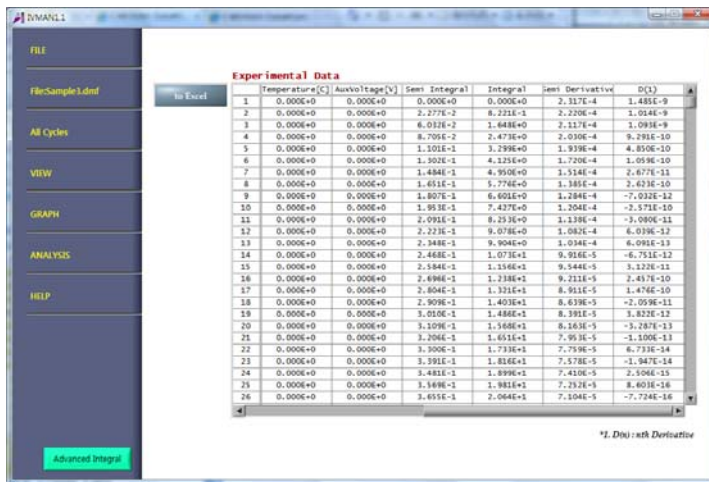 IVMAN1.1
FILE
File:Sample3.dmf
All Cycles
VIEW
GRAPH
ANALYSIS
HELP
Advanced Integral
to Excel
Experimental Data
Temperature[C] AuxVoltage[V] Semi Integral Integral Semi Derivative D(1)
1 0.000E+0 0.000E+0 0.000E+0 0.000E+0 2.317E-4 1.485E-9
2 0.000E+0 0.000E+0 2.277E-2 8.221E-1 2.220E-4 1.014E-9
3 0.000E+0 0.000E+0 6.032E-2 1.648E+0 2.117E-4 1.093E-9
4 0.000E+0 0.000E+0 8.705E-2 2.473E+0 2.030E-4 9.291E-10
5 0.000E+0 0.000E+0 1.101E-1 3.299E+0 1.939E-4 4.850E-10
6 0.000E+0 0.000E+0 1.302E-1 4.125E+0 1.720E-4 1.059E-10
7 0.000E+0 0.000E+0 1.484E-1 4.950E+0 1.514E-4 2.677E-11
8 0.000E+0 0.000E+0 1.651E-1 5.776E+0 1.385E-4 2.623E-10
9 0.000E+0 0.000E+0 1.807E-1 6.601E+0 1.284E-4 -7.032E-12
10 0.000E+0 0.000E+0 1.953E-1 7.427E+0 1.204E-4 -2.571E-10
11 0.000E+0 0.000E+0 2.091E-1 8.253E+0 1.138E-4 -3.080E-11
12 0.000E+0 0.000E+0 2.223E-1 9.078E+0 1.082E-4 6.039E-12
13 0.000E+0 0.000E+0 2.348E-1 9.904E+0 1.034E-4 6.091E-13
14 0.000E+0 0.000E+0 2.468E-1 1.073E+1 9.916E-5 -6.751E-12
15 0.000E+0 0.000E+0 2.584E-1 1.156E+1 9.544E-5 3.122E-11
16 0.000E+0 0.000E+0 2.696E-1 1.238E+1 9.211E-5 2.457E-10
17 0.000E+0 0.000E+0 2.804E-1 1.321E+1 8.911E-5 1.476E-10
18 0.000E+0 0.000E+0 2.909E-1 1.403E+1 8.639E-5 -2.059E-11
19 0.000E+0 0.000E+0 3.010E-1 1.486E+1 8.391E-5 3.822E-12
20 0.000E+0 0.000E+0 3.109E-1 1.568E+1 8.163E-5 -3.287E-13
21 0.000E+0 0.000E+0 3.206E-1 1.651E+1 7.953E-5 -1.100E-13
22 0.000E+0 0.000E+0 3.300E-1 1.733E+1 7.759E-5 6.733E-14
23 0.000E+0 0.000E+0 3.391E-1 1.816E+1 7.578E-5 -1.947E-14
24 0.000E+0 0.000E+0 3.481E-1 1.899E+1 7.410E-5 2.506E-15
25 0.000E+0 0.000E+0 3.569E-1 1.981E+1 7.252E-5 8.603E-16
26 0.000E+0 0.000E+0 3.655E-1 2.064E+1 7.104E-5 -7.724E-16
*1. D(n) : nth Derivative